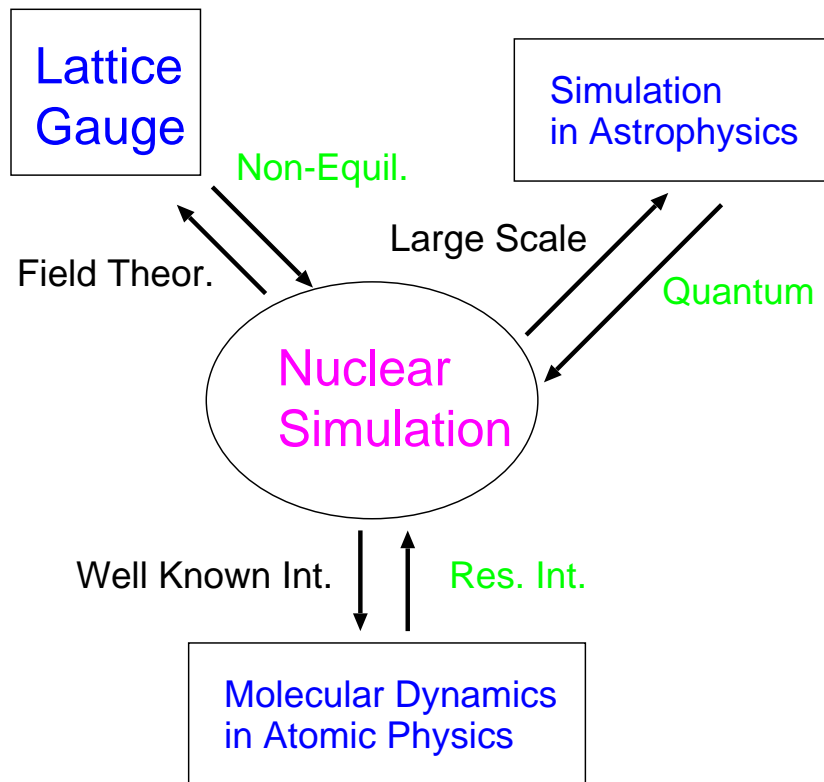 Lattice
Gauge
Simulation
in Astrophysics
Non-Equil.
Large Scale
Field Theor.
Quantum
Nuclear
Simulation
Well Known Int.
Res. Int.
Molecular Dynamics
in Atomic Physics